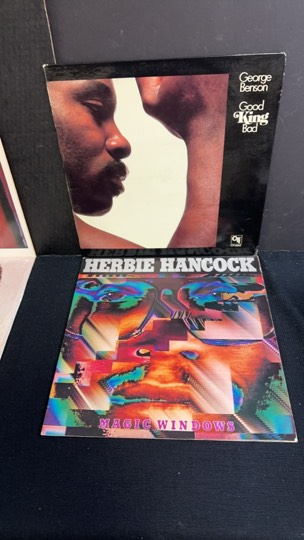 George
Benson
Good
King
Bad
CTI
HERBIE HANCOCK
MAGIC WINDOWS